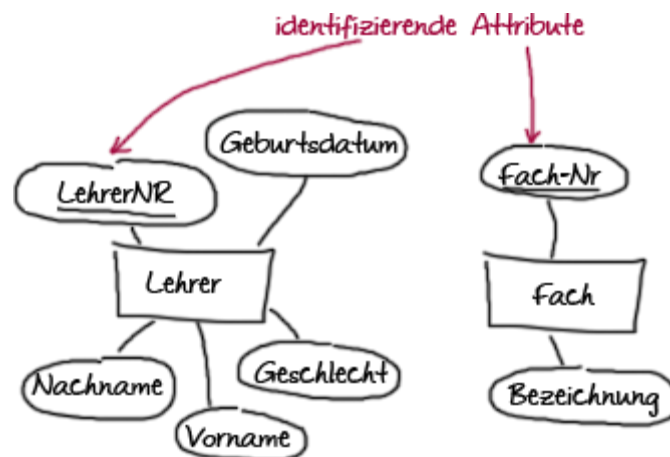 identifizierende Attribute
Geburtsdatum
LehrerNR
Fach-Nr
Lehrer
Fach
Nachname
Geschlecht
Bezeichnung
Vorname